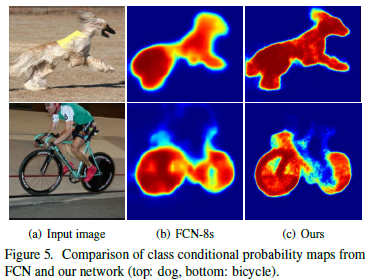 (a) Input image (b) FCN-8s (c) Ours
Figure 5. Comparison of class conditional probability maps from
FCN and our network (top: dog, bottom: bicycle).